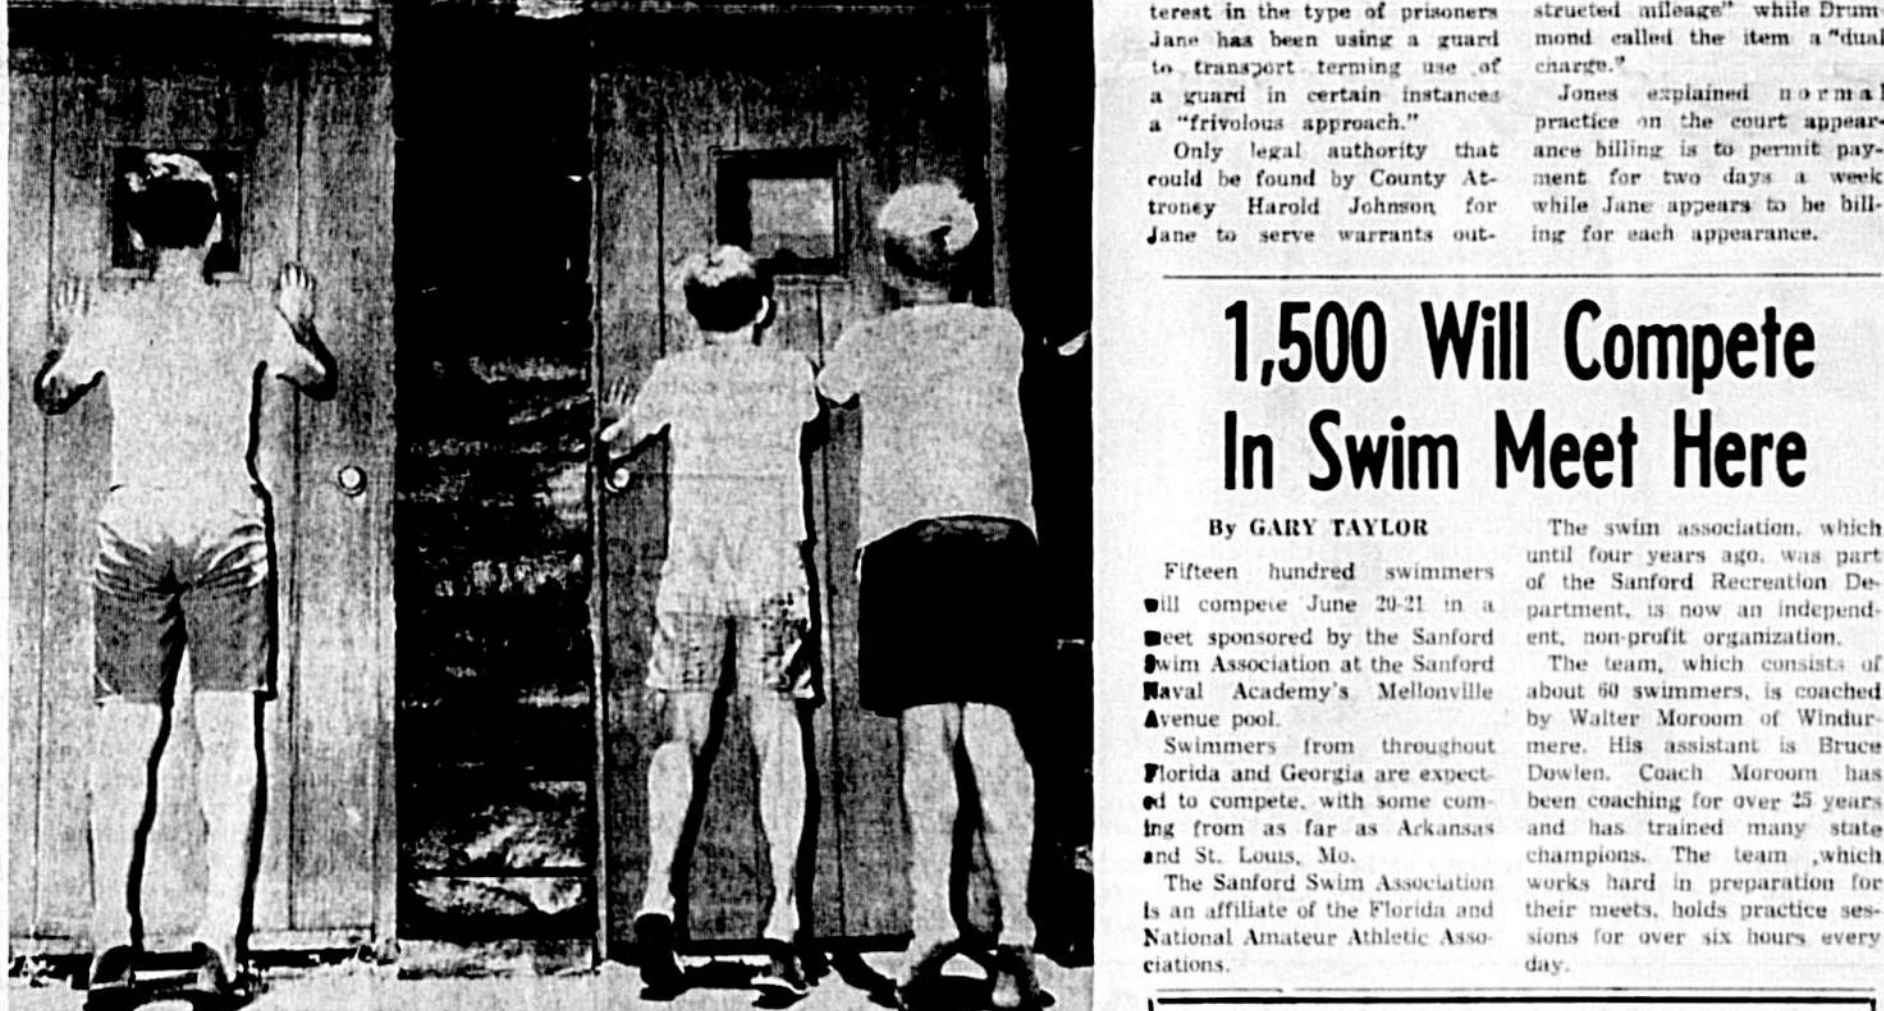 terest in the type of prisoners
Jane has been using a guard
to transport terming use of
a guard in certain instances
a "frivolous approach."
Only legal authority that
could be found by County At-
troney Harold Johnson for
Jane to serve warrants out-
structed mileage" while Drum-
mond called the item a "dual
charge."
Jones explained normal
practice on the court appear-
ance billing is to permit pay-
ment for two days a week
while Jane appears to be bill-
ing for each appearance.
1,500 Will Compete
In Swim Meet Here
By GARY TAYLOR
Fifteen hundred swimmers
will compete June 20-21 in a
meet sponsored by the Sanford
Swim Association at the Sanford
Naval Academy's Mellonville
Avenue pool.
Swimmers from throughout
Florida and Georgia are expect-
ed to compete, with some com-
ing from as far as Arkansas
and St. Louis, Mo.
The Sanford Swim Association
is an affiliate of the Florida and
National Amateur Athletic Asso-
ciations.
The swim association, which
until four years ago, was part
of the Sanford Recreation De-
partment, is now an independ-
ent, non-profit organization.
The team, which consists of
about 60 swimmers, is coached
by Walter Moroom of Windur-
mere. His assistant is Bruce
Dowlen. Coach Moroom has
been coaching for over 25 years
and has trained many state
champions. The team ,which
works hard in preparation for
their meets, holds practice ses-
sions for over six hours every
day.